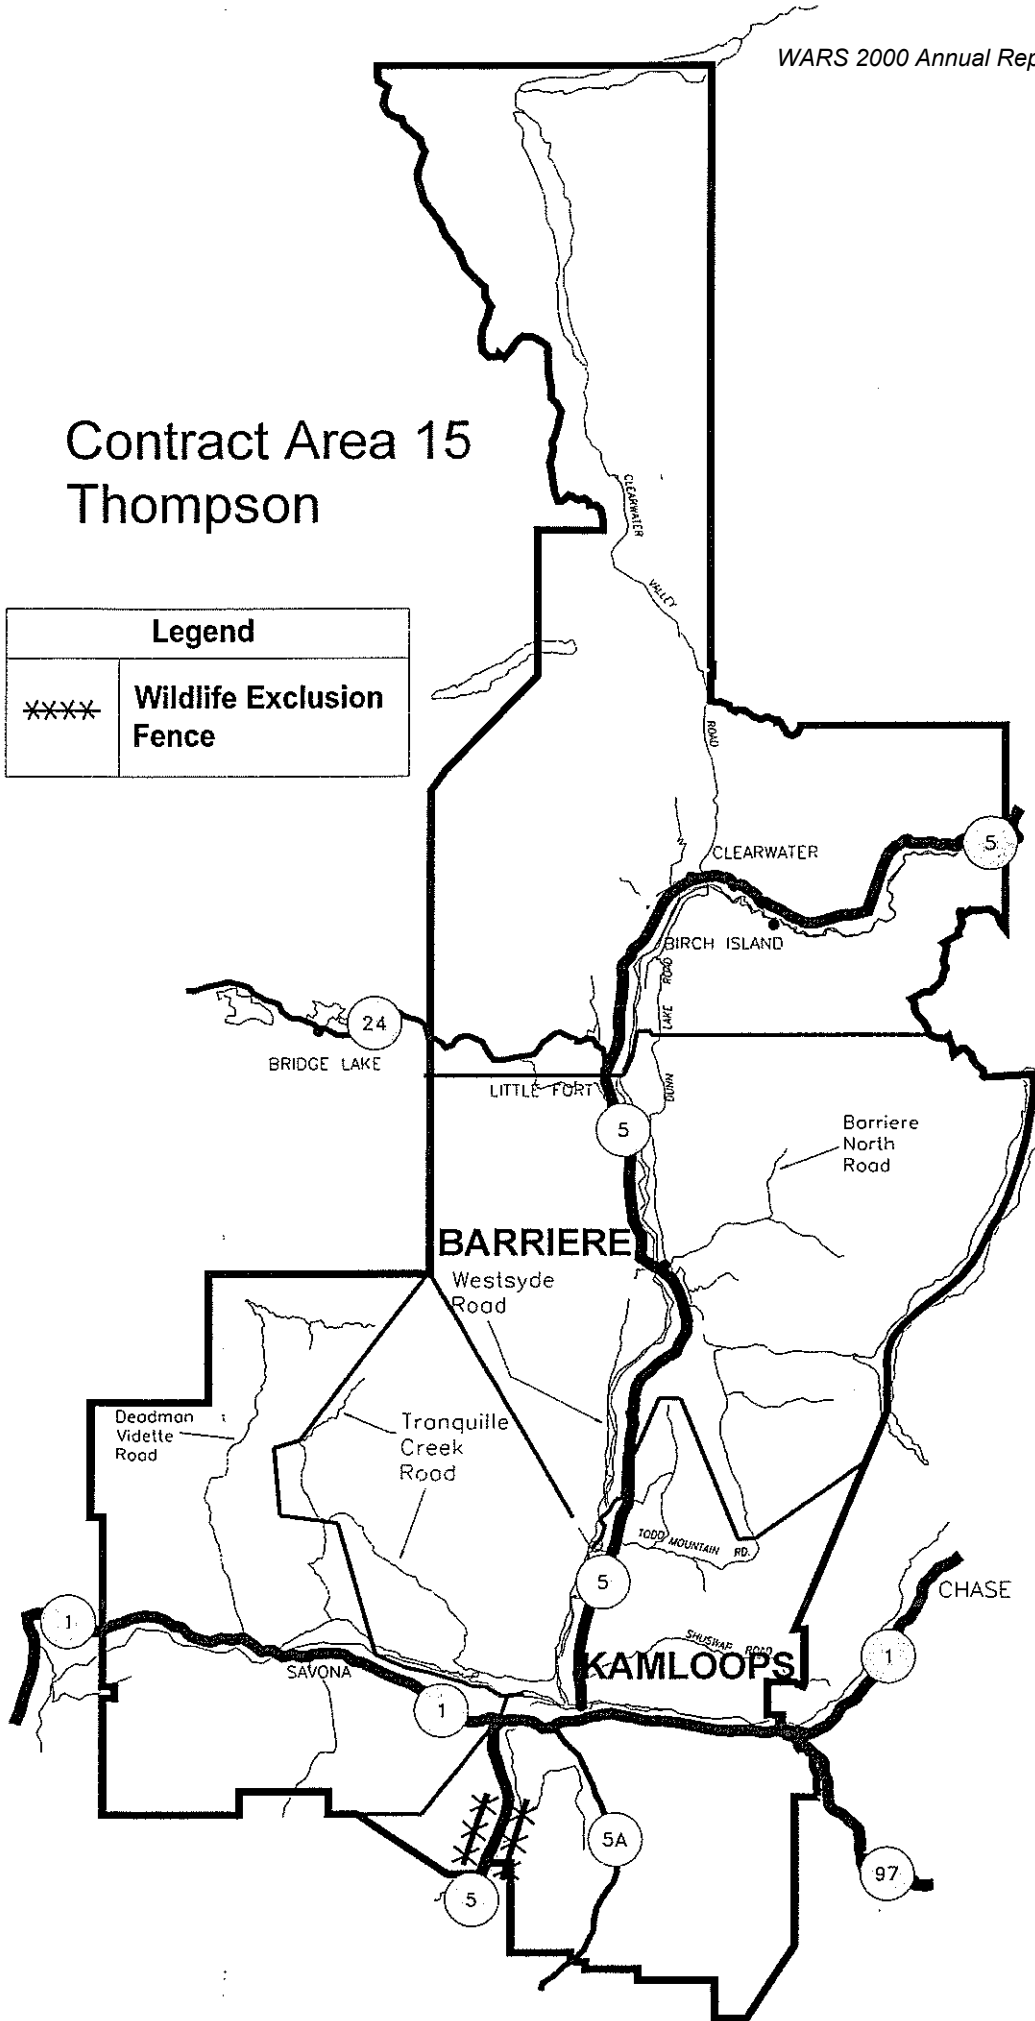 WARS 2000 Annual Rep
Contract Area 15
Thompson
Legend
Wildlife Exclusion
Fence
CLEARWATER
VALLEY
ROAD
5
CLEARWATER
BIRCH ISLAND
24
BRIDGE LAKE
DUNN LAKE ROAD
LITTLE FORT
5
Barriere
North
Road
BARRIERE
Westsyde
Road
Deadman
Vidette
Road
Tranquille
Creek
Road
TODD MOUNTAIN RD.
5
CHASE
1
SHUSWAP ROAD
KAMLOOPS
1
SAVONA
1
5A
97
5